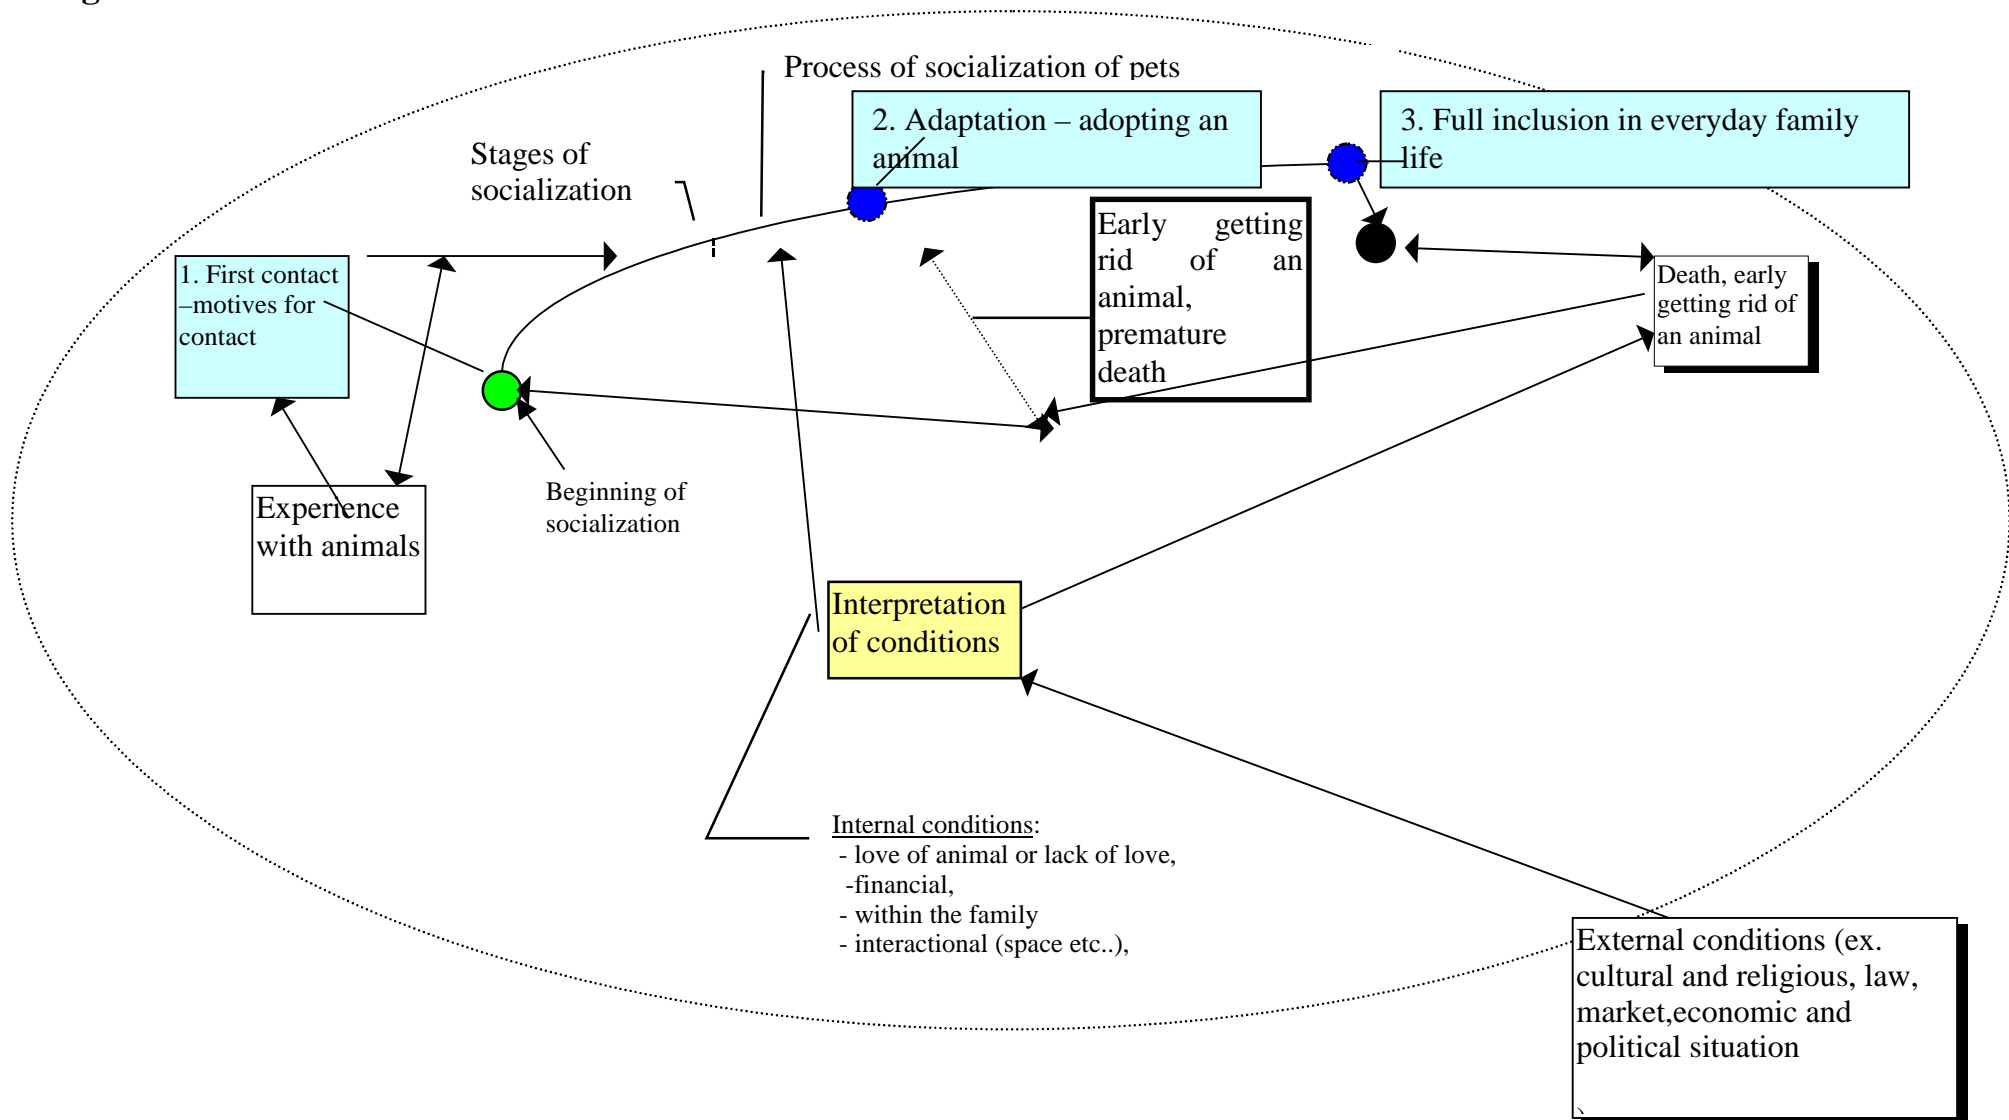 Process of socialization of pets
2. Adaptation – adopting an
animal
3. Full inclusion in everyday family
life
Stages of
socialization
1. First contact
–motives for
contact
Early getting
rid of an
animal,
premature
death
Death, early
getting rid of
an animal
Experience
with animals
Beginning of
socialization
Interpretation
of conditions
Internal conditions:
- love of animal or lack of love,
-financial,
- within the family
- interactional (space etc..),
External conditions (ex.
cultural and religious, law,
market,economic and
political situation